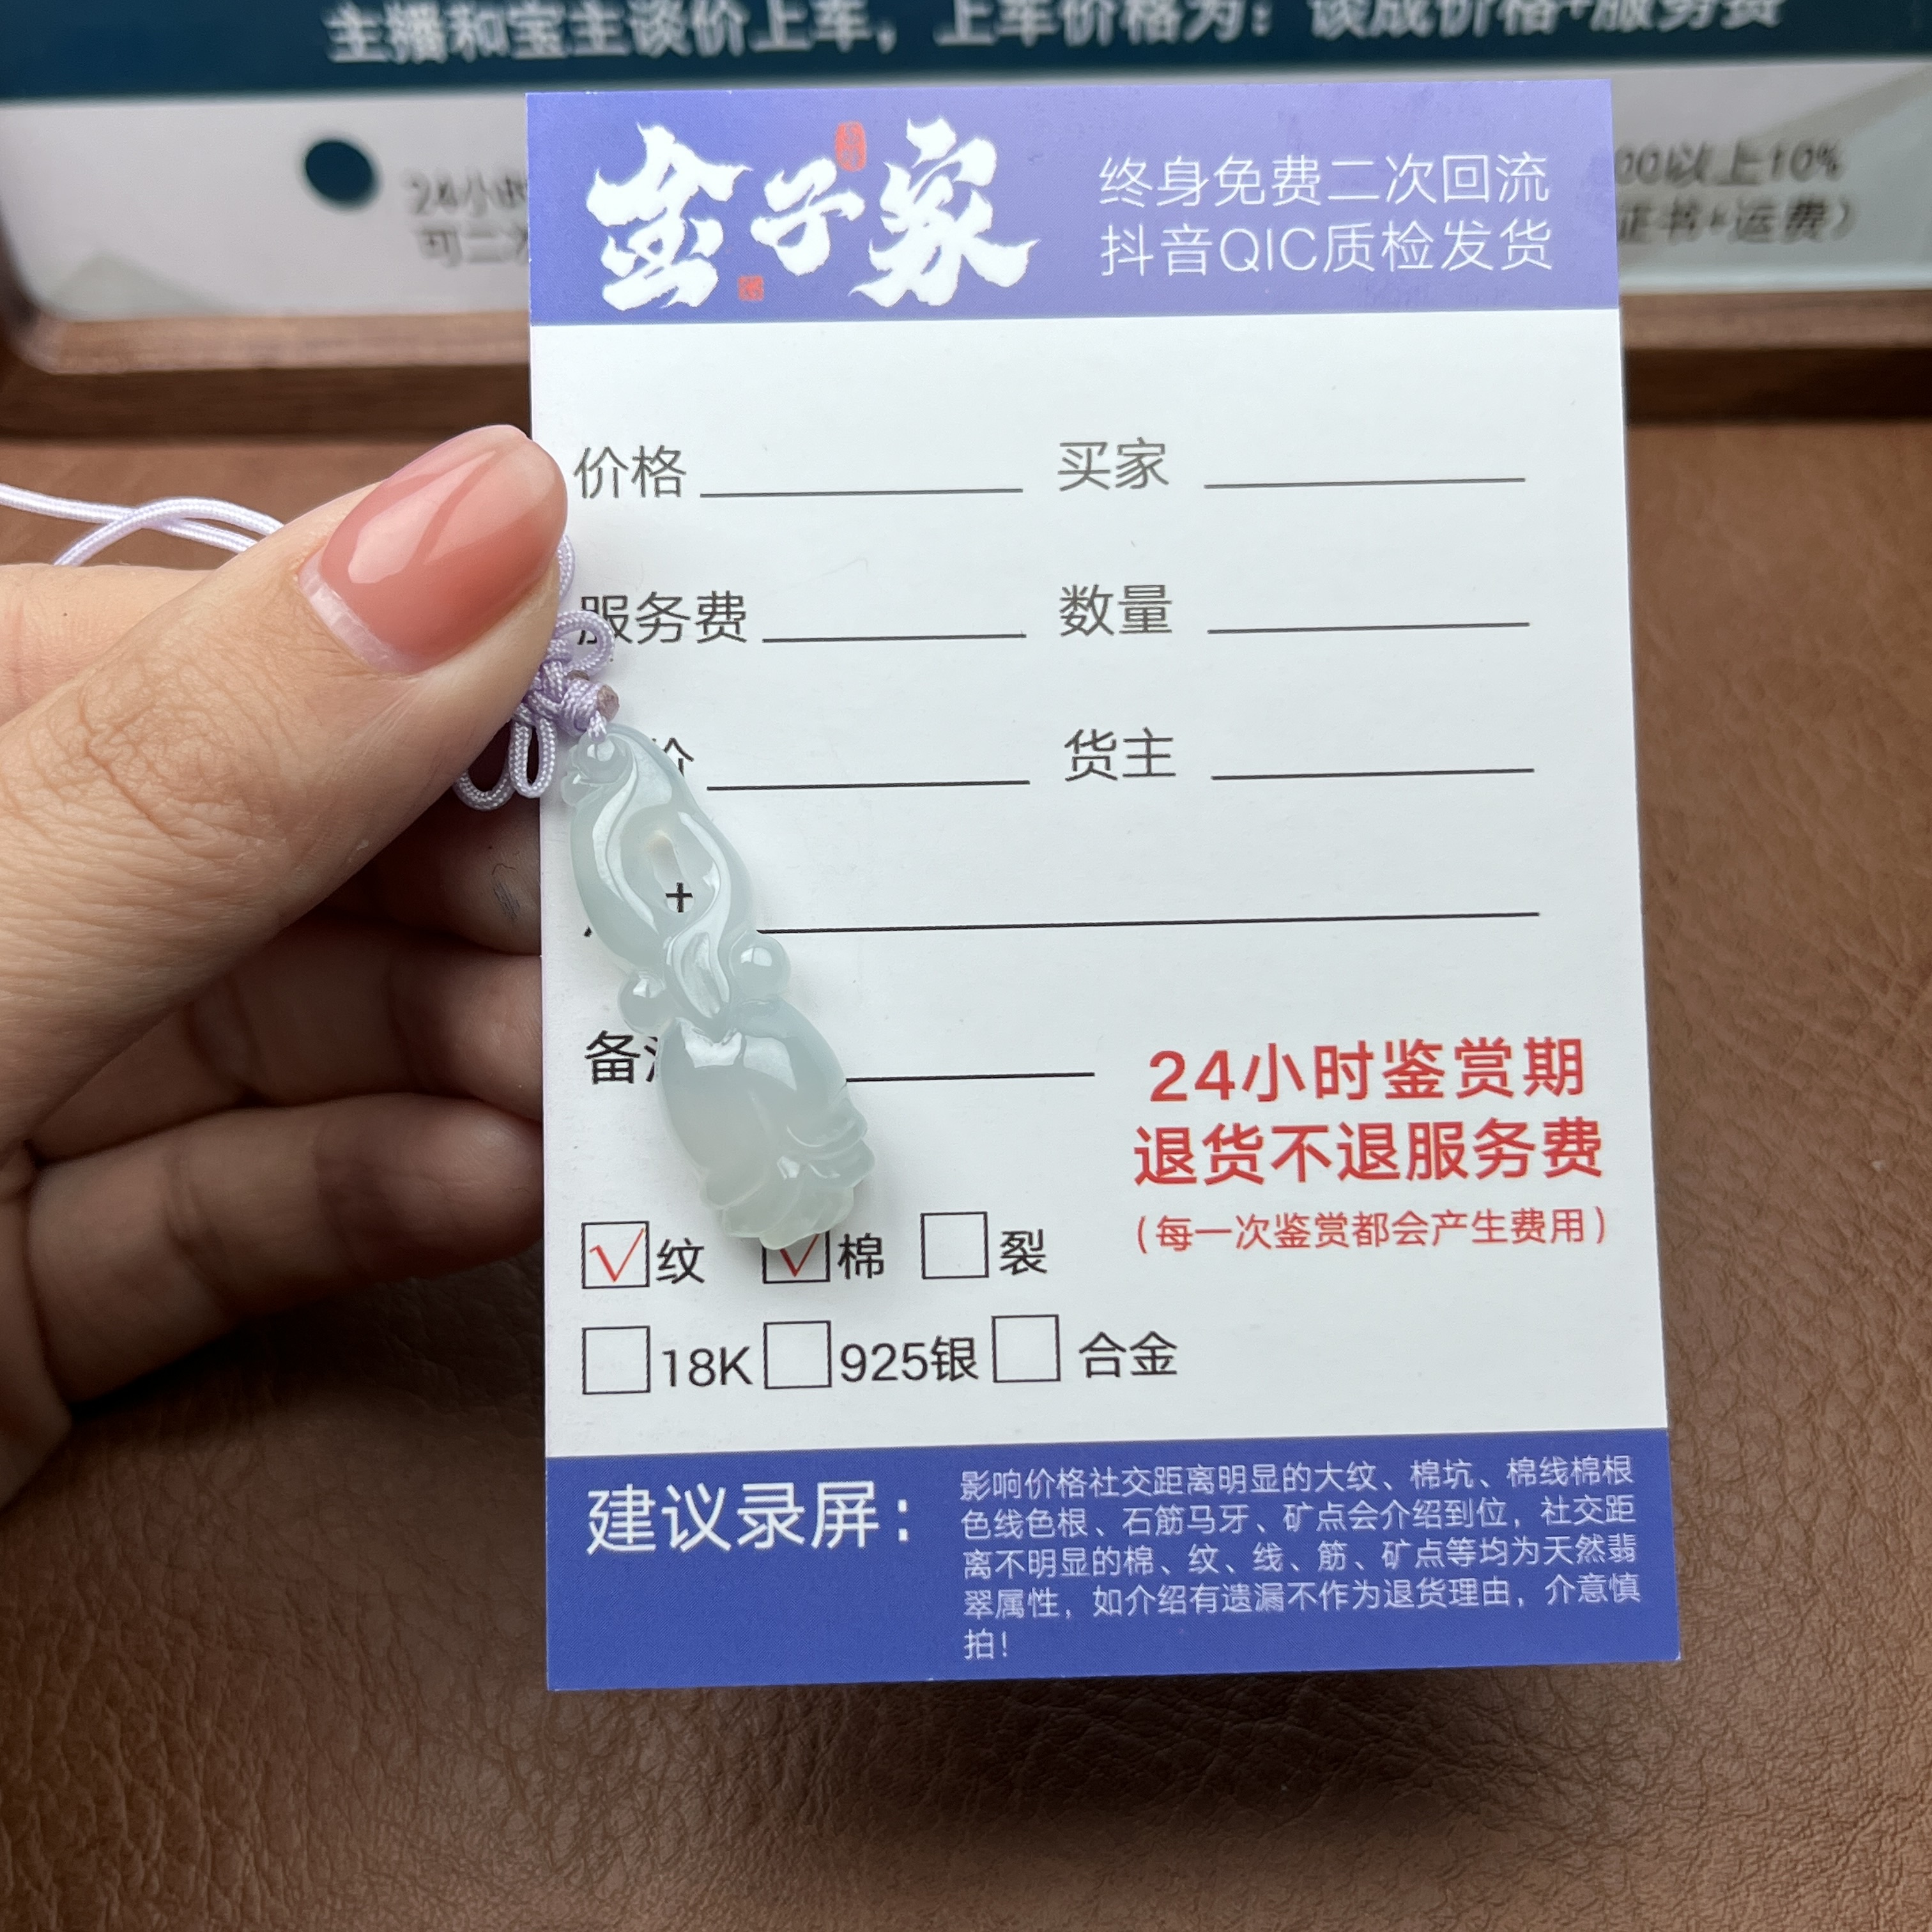 主播和宝主谈价上车，上车价格为：谈成价格+服务费
24小时
可二次
00以上10%
证书+运费）
金子家
终身免费二次回流
抖音QIC质检发货
价格 买家
服务费 数量
价 货主
+
备注
24小时鉴赏期
退货不退服务费
（每一次鉴赏都会产生费用）
√纹 √棉 裂
18K 925银 合金
建议录屏：
影响价格社交距离明显的大纹、棉坑、棉线棉根
色线色根、石筋马牙、矿点会介绍到位，社交距
离不明显的棉、纹、线、筋、矿点等均为天然翡
翠属性，如介绍有遗漏不作为退货理由，介意慎
拍！